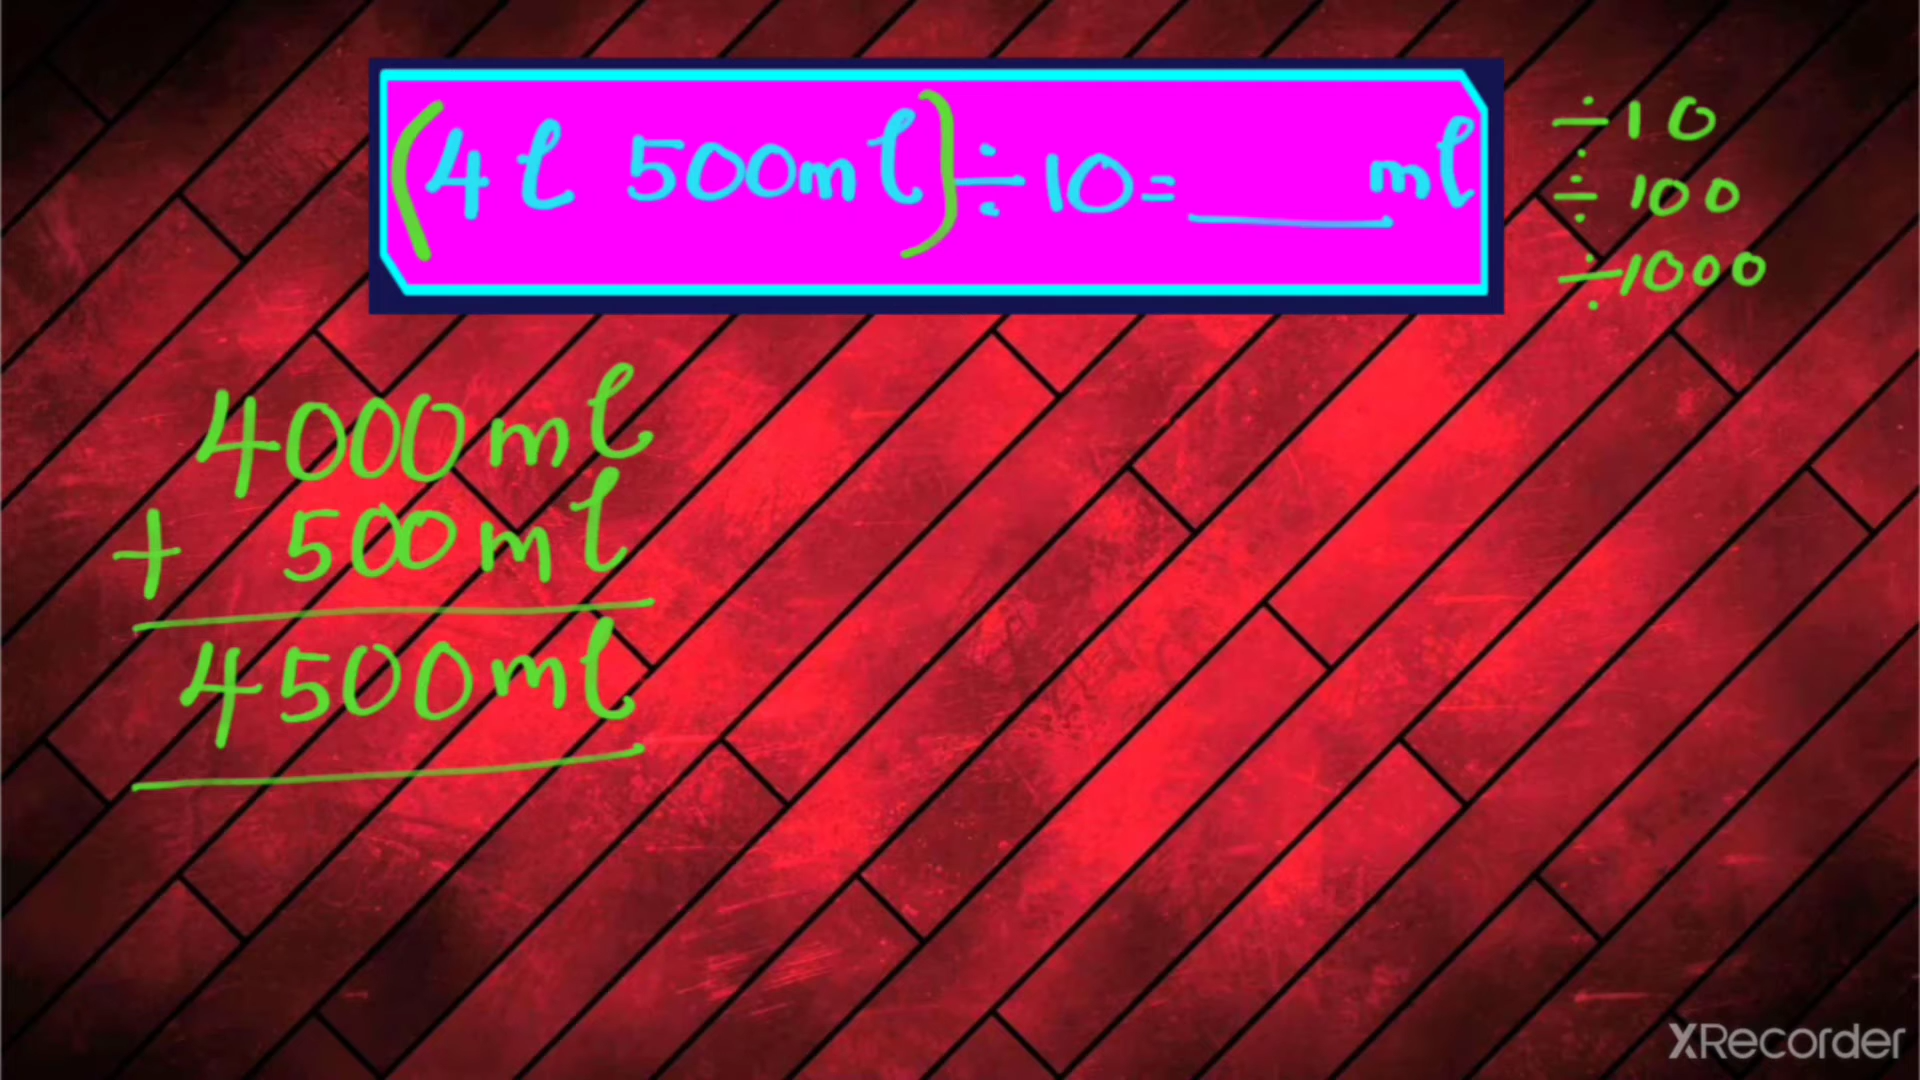 (4 l 500ml) ÷ 10 = ____ ml
÷10
÷100
÷1000
4000ml
+ 500ml
4500ml
XRecorder